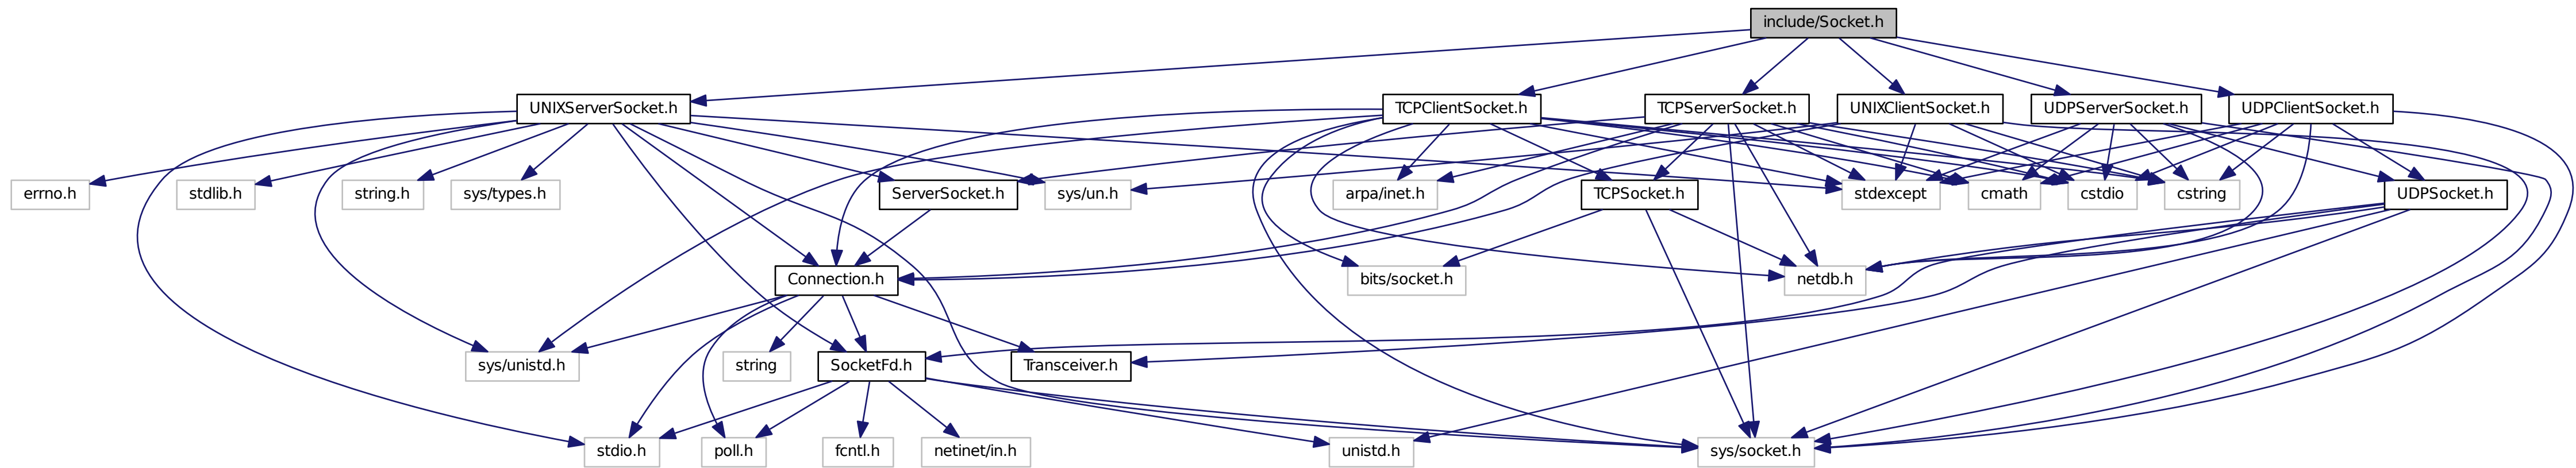 include/Socket.h
UNIXServerSocket.h
TCPClientSocket.h
TCPServerSocket.h
UNIXClientSocket.h
UDPServerSocket.h
UDPClientSocket.h
errno.h
stdlib.h
string.h
sys/types.h
ServerSocket.h
sys/un.h
arpa/inet.h
TCPSocket.h
stdexcept
cmath
cstdio
cstring
UDPSocket.h
Connection.h
bits/socket.h
netdb.h
sys/unistd.h
string
SocketFd.h
Transceiver.h
stdio.h
poll.h
fcntl.h
netinet/in.h
unistd.h
sys/socket.h